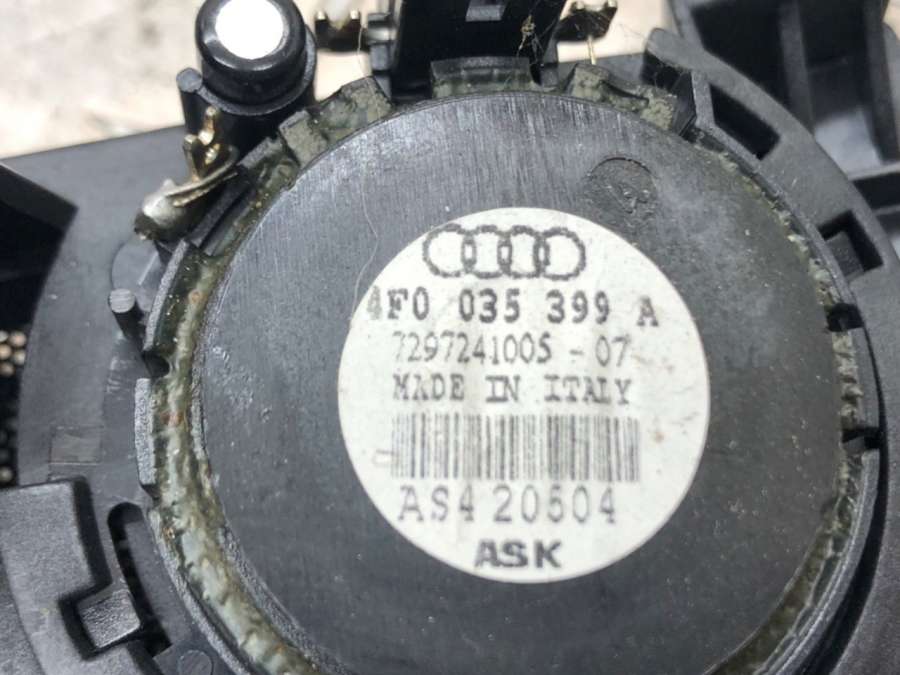 4F0 035 399 A
7297241005 - 07
MADE IN ITALY
AS4 20604
ASK